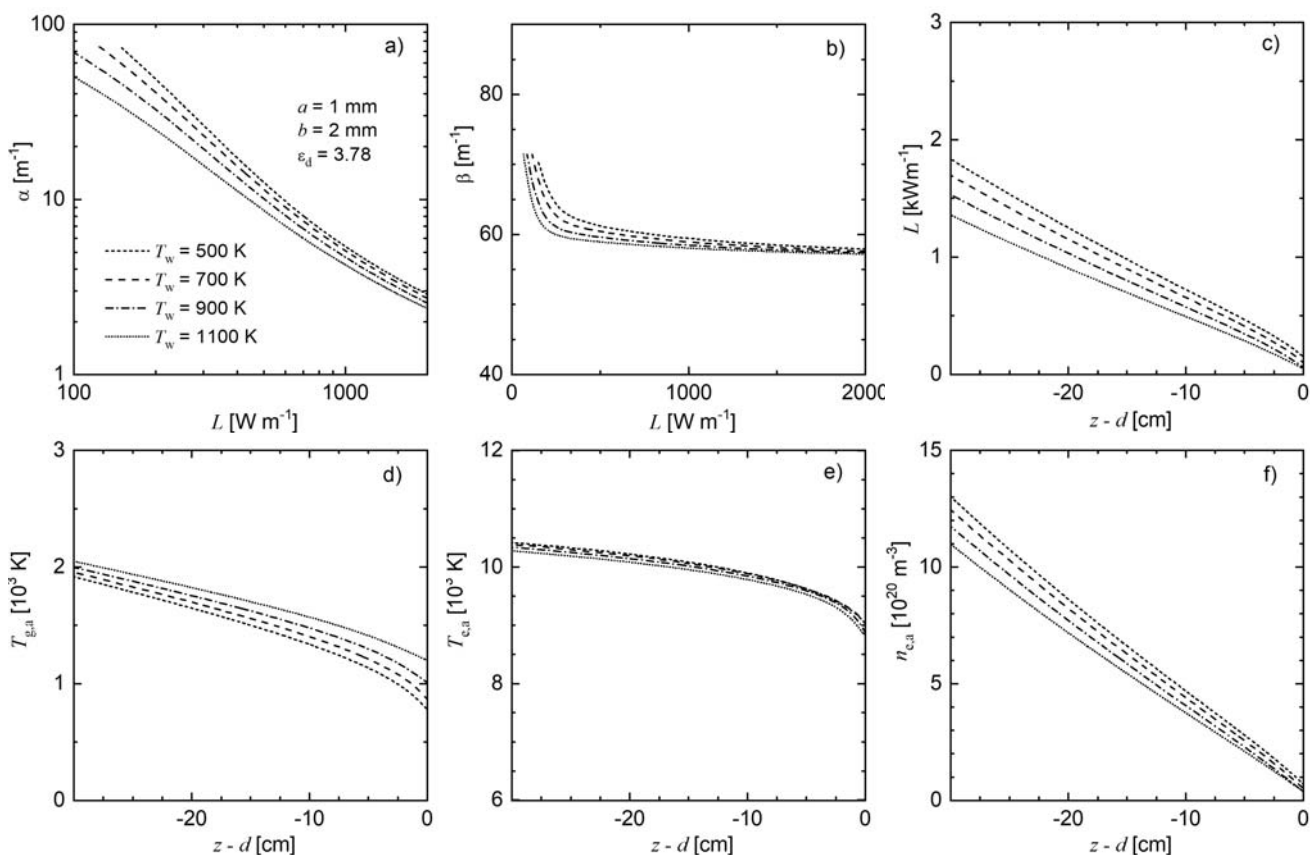 a)
100
10
1
α [m⁻¹]
a = 1 mm
b = 2 mm
εd = 3.78
Tw = 500 K
Tw = 700 K
Tw = 900 K
Tw = 1100 K
100 1000
L [W m⁻¹]
b)
80
60
40
β [m⁻¹]
0 1000 2000
L [W m⁻¹]
c)
3
2
1
0
L [kWm⁻¹]
-20 -10 0
z - d [cm]
d)
3
2
1
0
Tg,a [10³ K]
-20 -10 0
z - d [cm]
e)
12
10
8
6
Te,a [10³ K]
-20 -10 0
z - d [cm]
f)
15
10
5
0
ne,a [10²⁰ m⁻³]
-20 -10 0
z - d [cm]